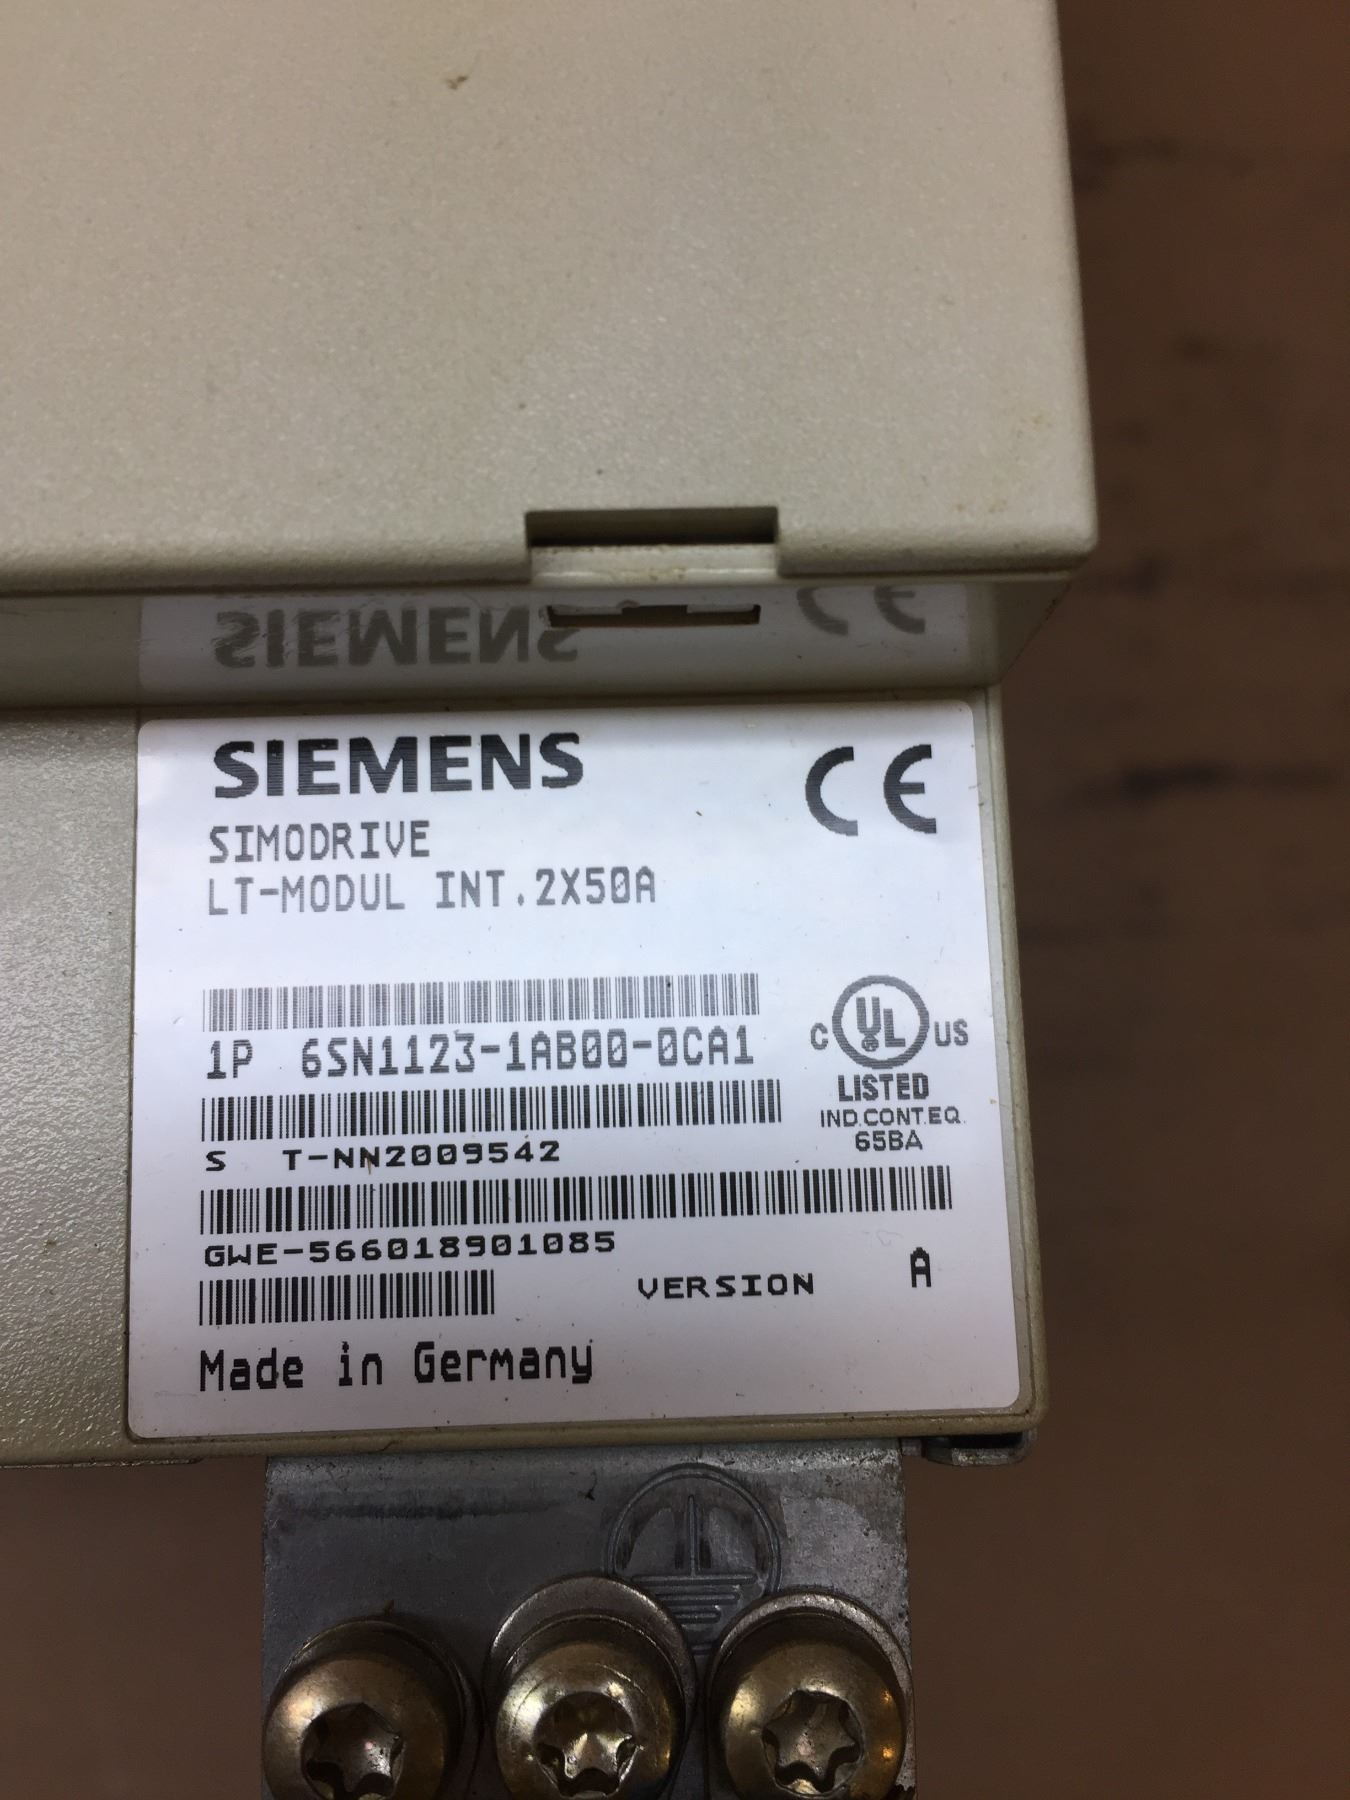 SIEMENS
SIEMENS
CE
SIMODRIVE
LT-MODUL INT.2X50A
1P 6SN1123-1AB00-0CA1
C UL US
LISTED
IND.CONT.EQ.
65BA
S T-NN2009542
GWE-566018901085
VERSION A
Made in Germany